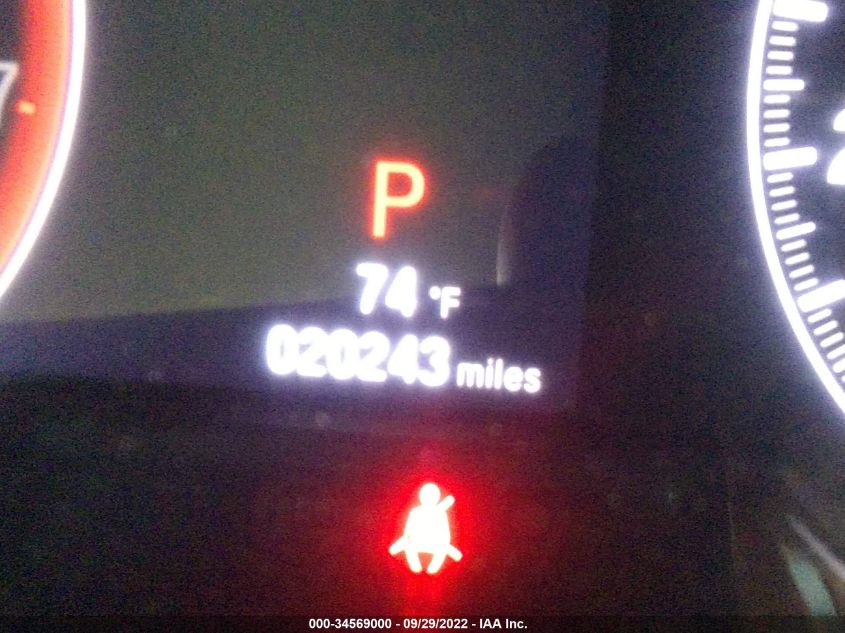 P
74 °F
020243 miles
000-34569000 - 09/29/2022 - IAA Inc.